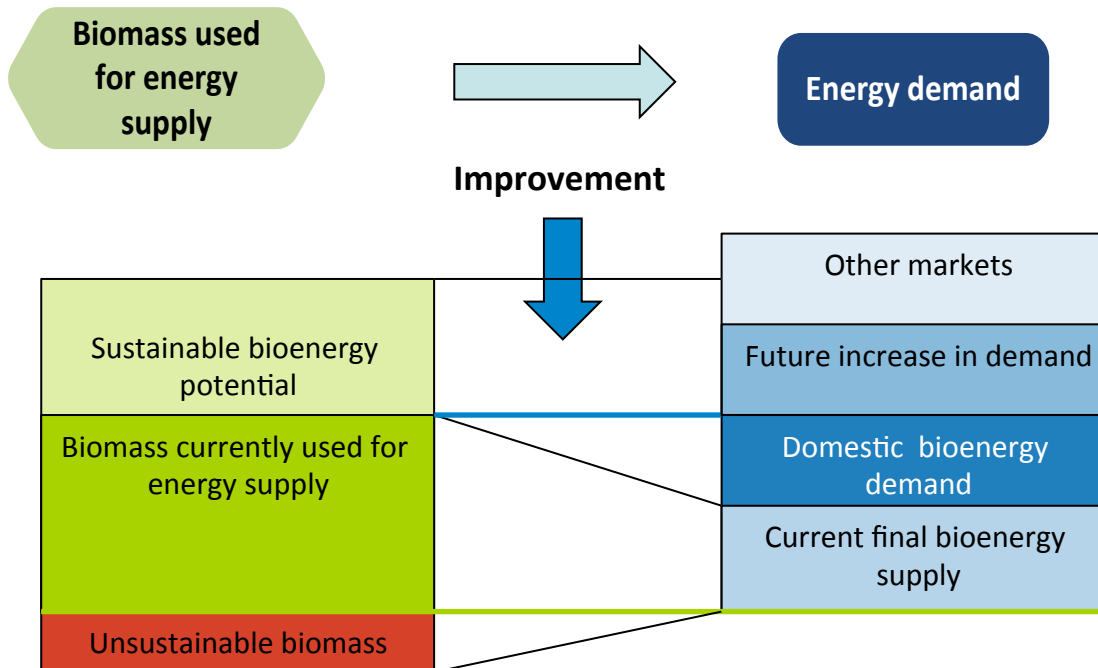 Biomass used
for energy
supply
Energy demand
Improvement
Other markets
Sustainable bioenergy
potential
Future increase in demand
Biomass currently used for
energy supply
Domestic bioenergy
demand
Current final bioenergy
supply
Unsustainable biomass